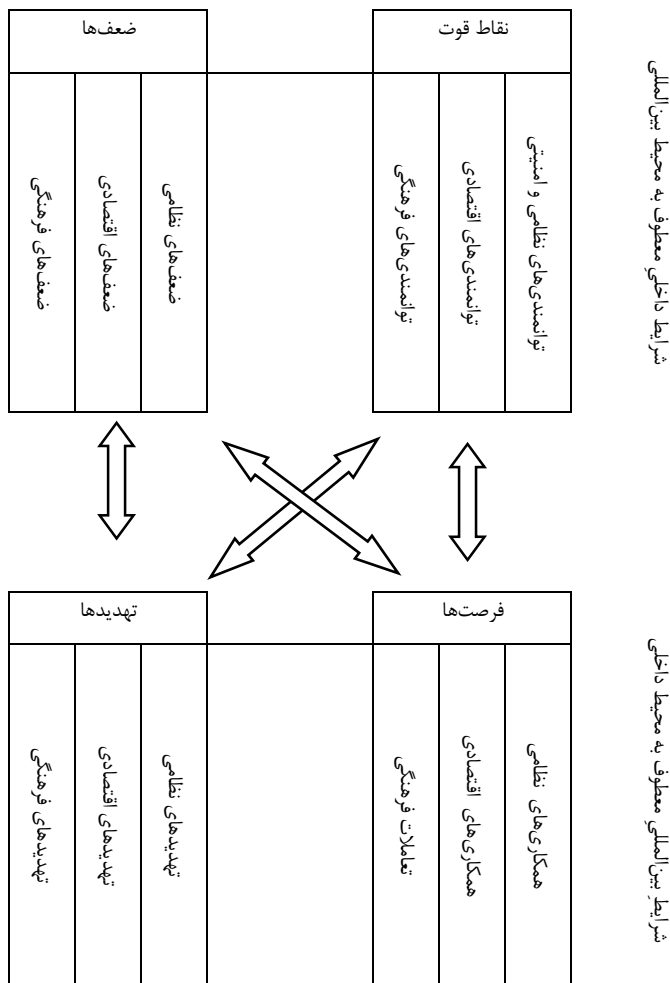 شرایط داخلیِ معطوف به محیط بین‌المللی
نقاط قوت
توانمندی‌های نظامی و امنیتی
توانمندی‌های اقتصادی
توانمندی‌های فرهنگی
ضعف‌ها
ضعف‌های نظامی
ضعف‌های اقتصادی
ضعف‌های فرهنگی
شرایطِ بین‌المللیِ معطوف به محیط داخلی
فرصت‌ها
همکاری‌های نظامی
همکاری‌های اقتصادی
تعاملات فرهنگی
تهدیدها
تهدیدهای نظامی
تهدیدهای اقتصادی
تهدیدهای فرهنگی